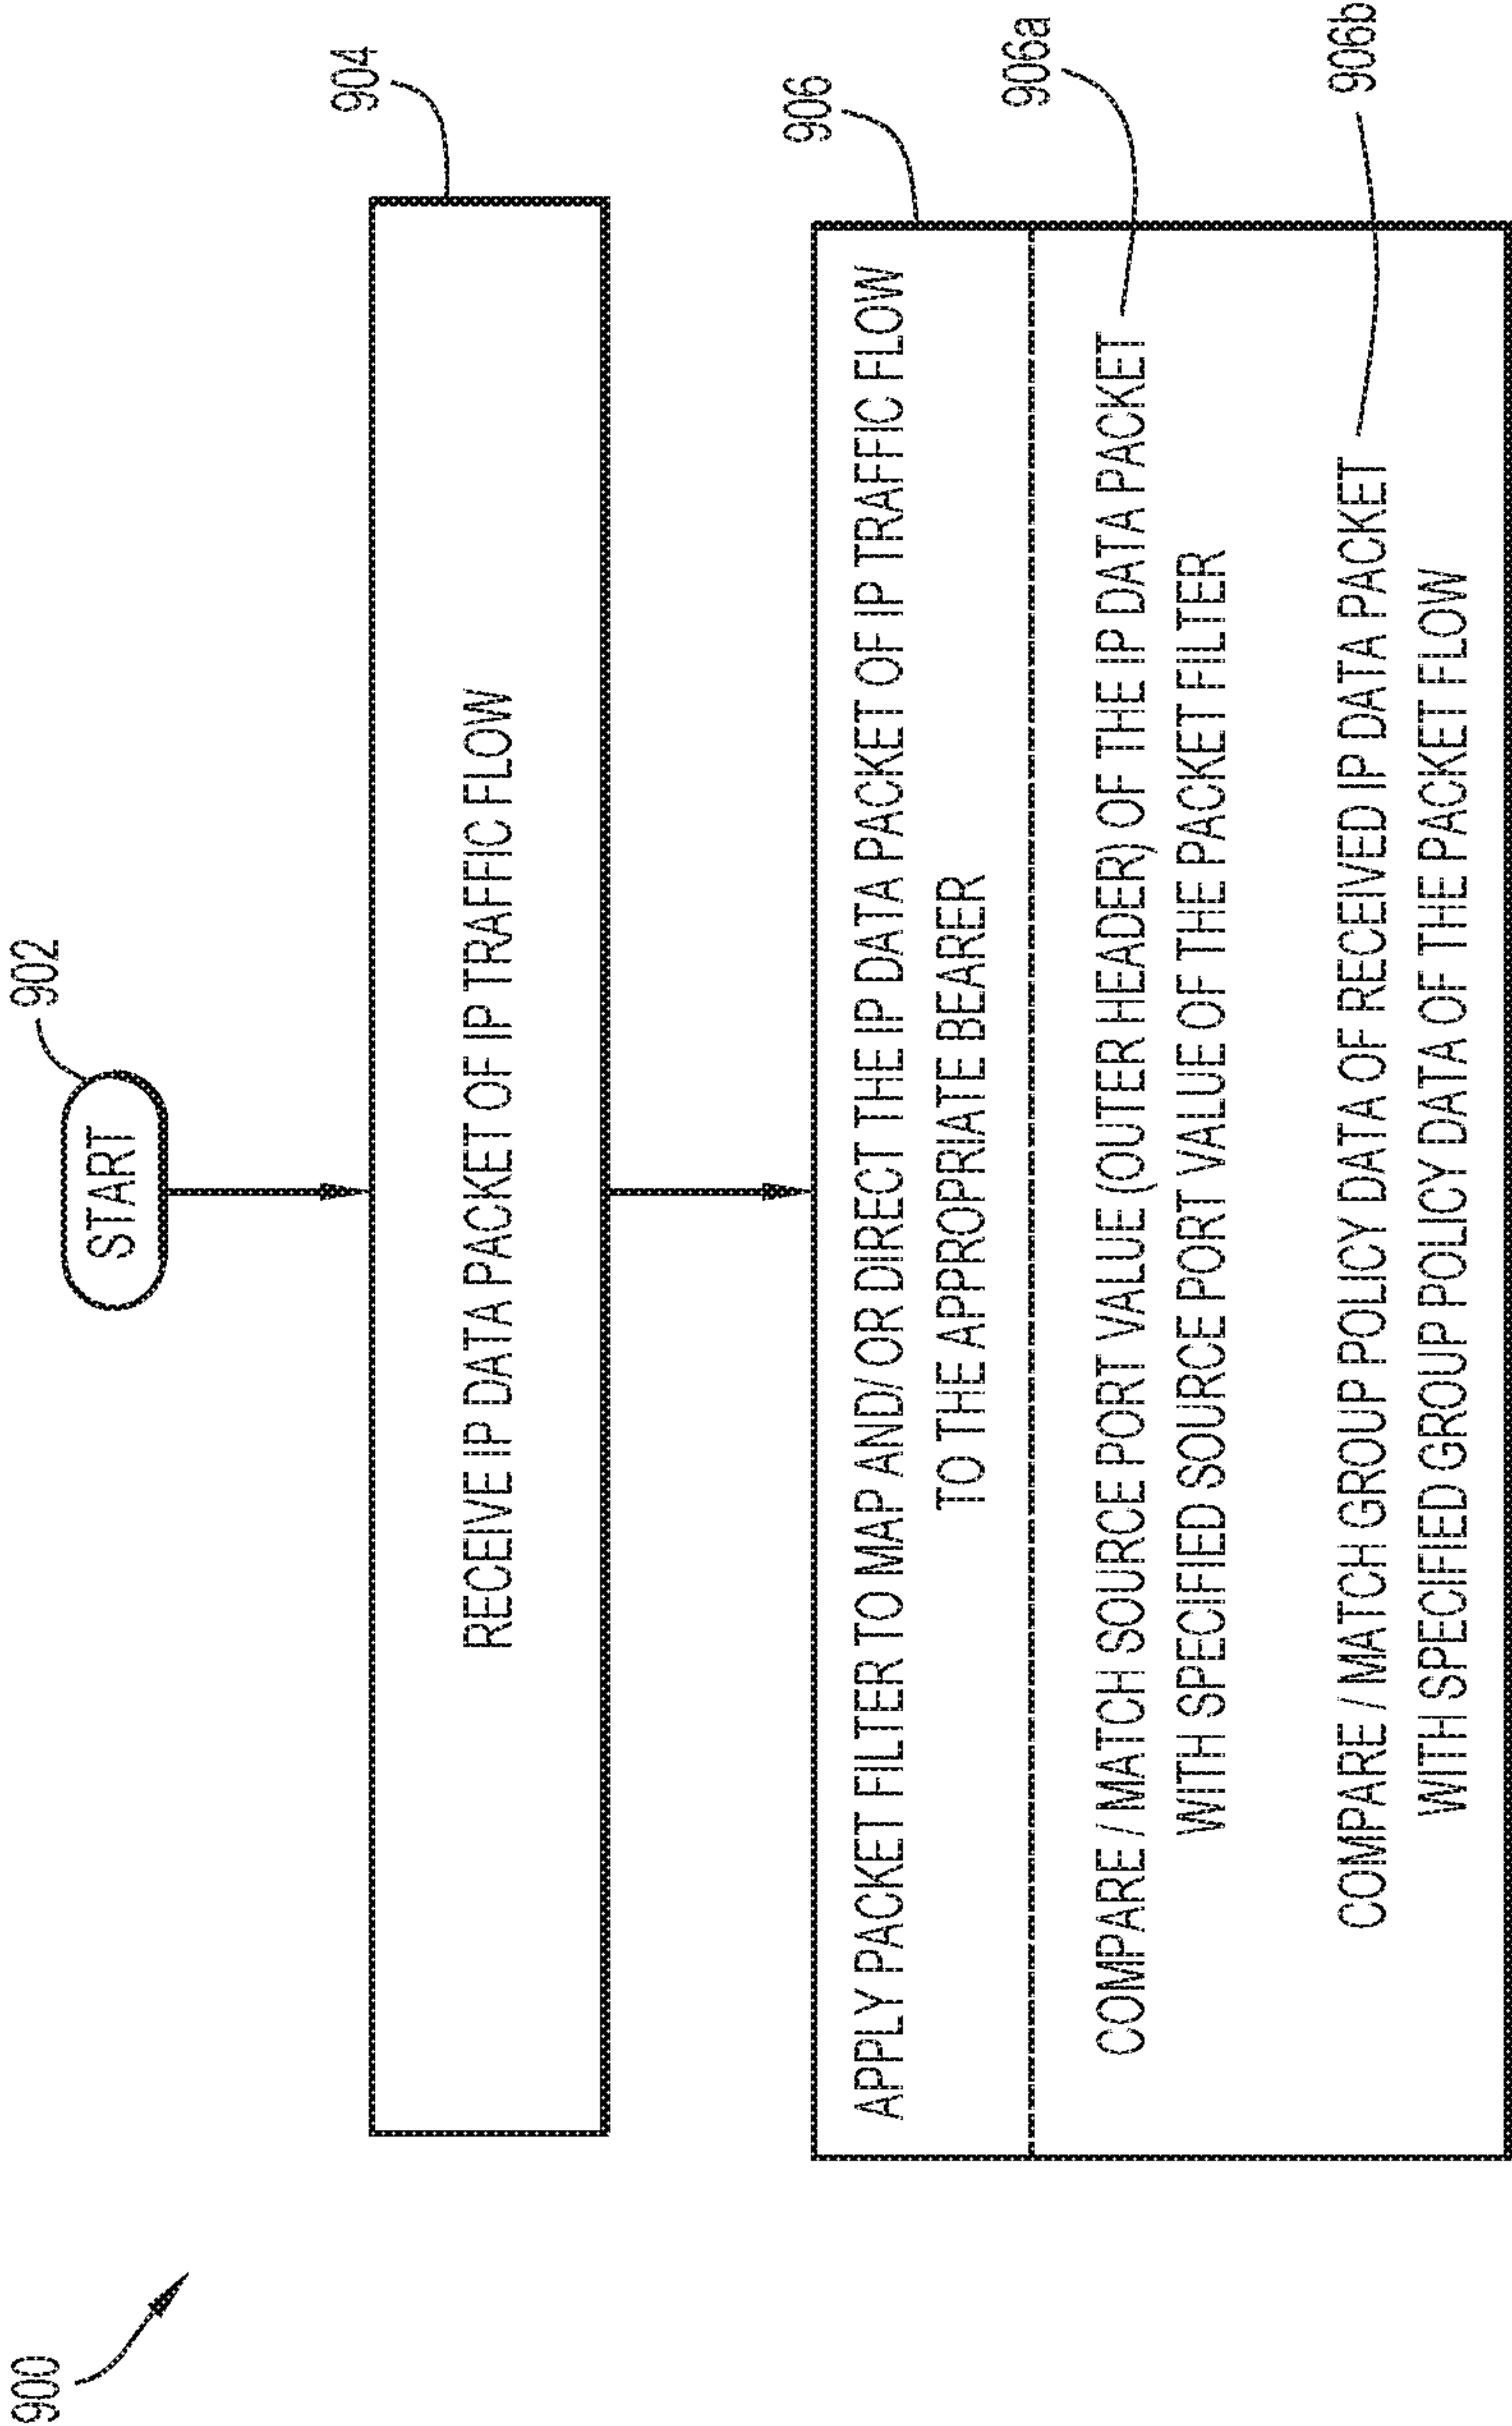 900
START
902
RECEIVE IP DATA PACKET OF IP TRAFFIC FLOW
904
APPLY PACKET FILTER TO MAP AND/ OR DIRECT THE IP DATA PACKET OF IP TRAFFIC FLOW
TO THE APPROPRIATE BEARER
906
COMPARE / MATCH SOURCE PORT VALUE (OUTER HEADER) OF THE IP DATA PACKET
WITH SPECIFIED SOURCE PORT VALUE OF THE PACKET FILTER
906a
COMPARE / MATCH GROUP POLICY DATA OF RECEIVED IP DATA PACKET
WITH SPECIFIED GROUP POLICY DATA OF THE PACKET FLOW
906b